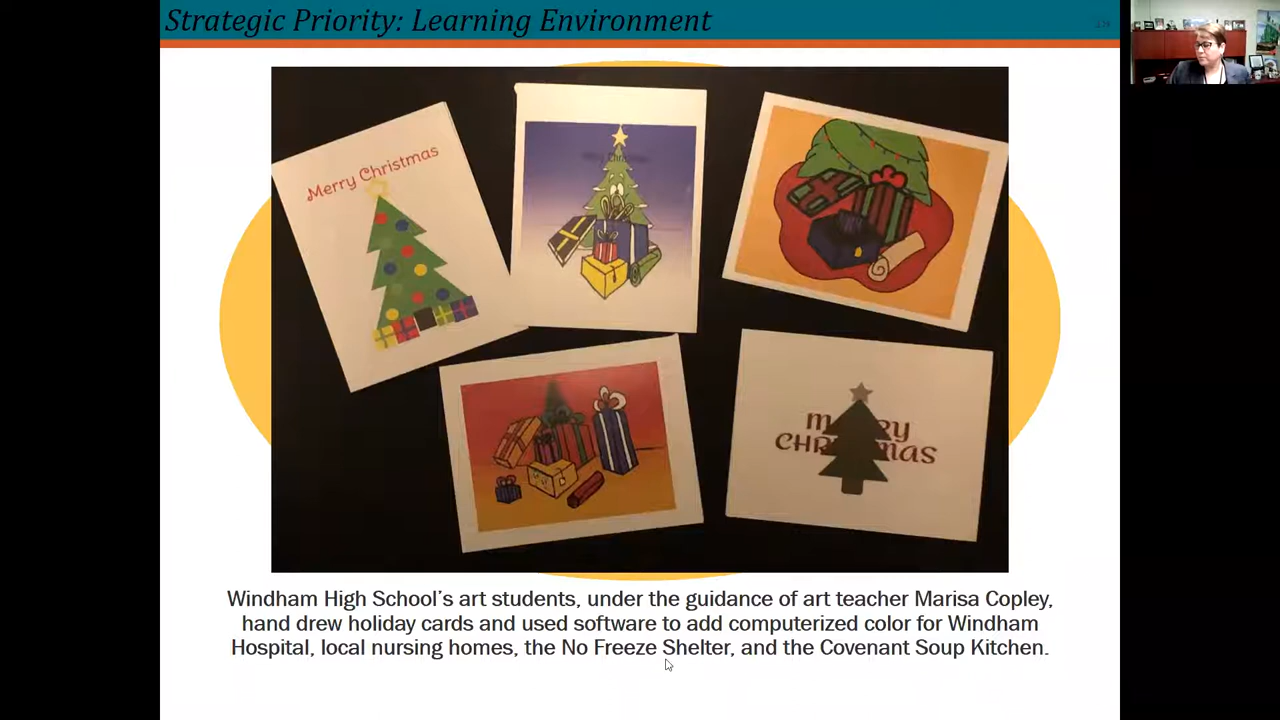 Strategic Priority: Learning Environment
Merry Christmas
Merry Christmas
Windham High School's art students, under the guidance of art teacher Marisa Copley,
hand drew holiday cards and used software to add computerized color for Windham
Hospital, local nursing homes, the No Freeze Shelter, and the Covenant Soup Kitchen.